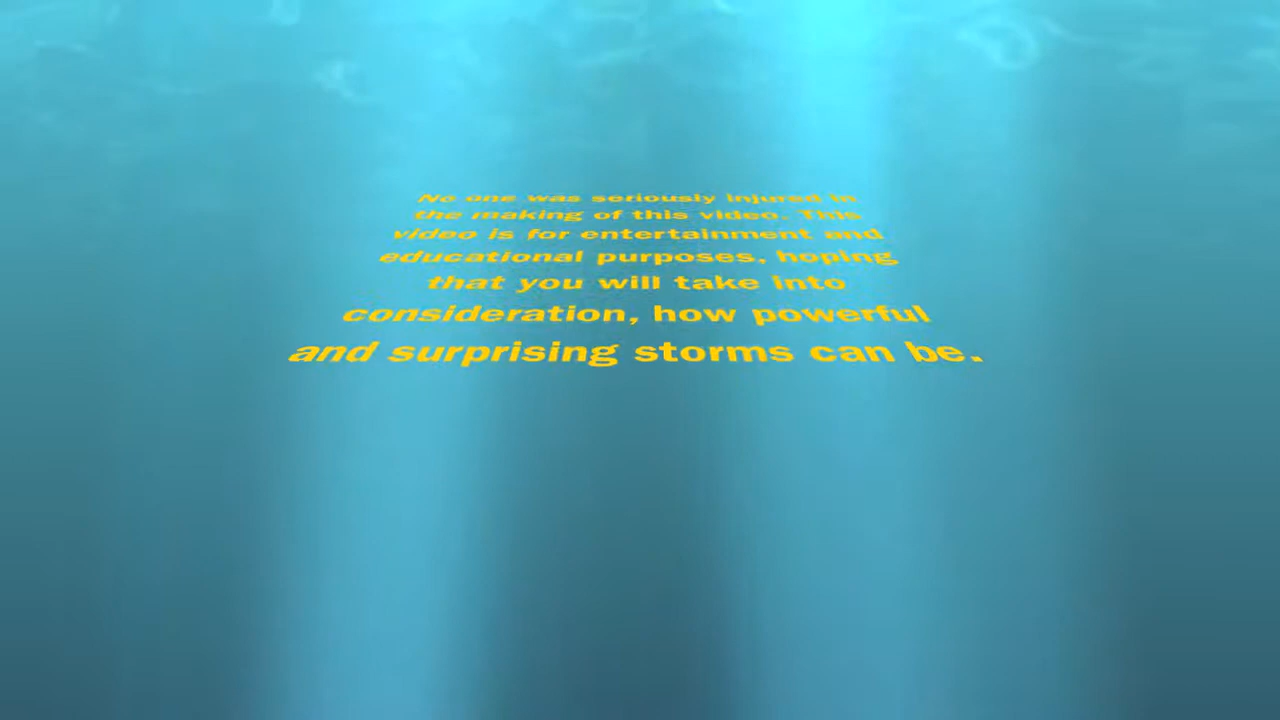 No one was seriously injured in
the making of this video. This
video is for entertainment and
educational purposes, hoping
that you will take into
consideration, how powerful
and surprising storms can be.